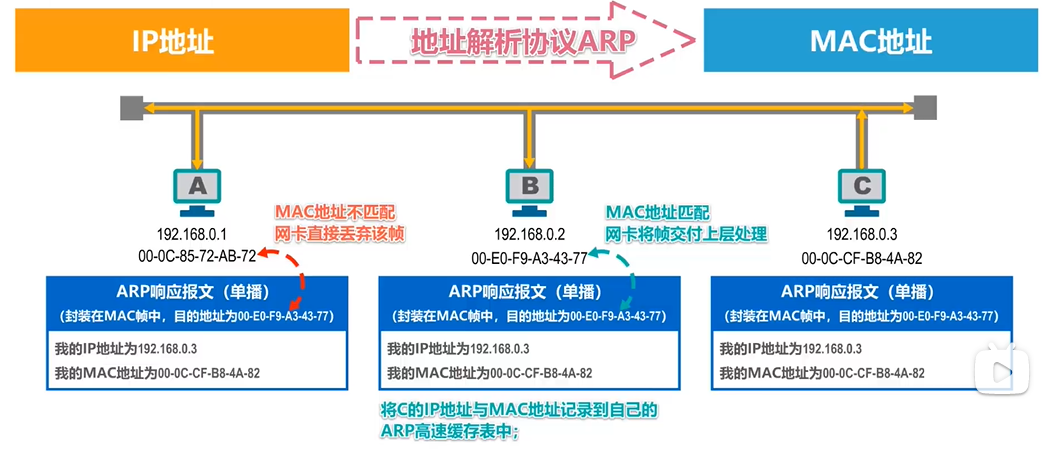 IP地址
地址解析协议ARP
MAC地址
A
B
C
MAC地址不匹配
网卡直接丢弃该帧
MAC地址匹配
网卡将帧交付上层处理
192.168.0.1
00-0C-85-72-AB-72
192.168.0.2
00-E0-F9-A3-43-77
192.168.0.3
00-0C-CF-B8-4A-82
ARP响应报文（单播）
（封装在MAC帧中，目的地址为00-E0-F9-A3-43-77）
我的IP地址为192.168.0.3
我的MAC地址为00-0C-CF-B8-4A-82
ARP响应报文（单播）
（封装在MAC帧中，目的地址为00-E0-F9-A3-43-77）
我的IP地址为192.168.0.3
我的MAC地址为00-0C-CF-B8-4A-82
ARP响应报文（单播）
（封装在MAC帧中，目的地址为00-E0-F9-A3-43-77）
我的IP地址为192.168.0.3
我的MAC地址为00-0C-CF-B8-4A-82
将C的IP地址与MAC地址记录到自己的
ARP高速缓存表中；